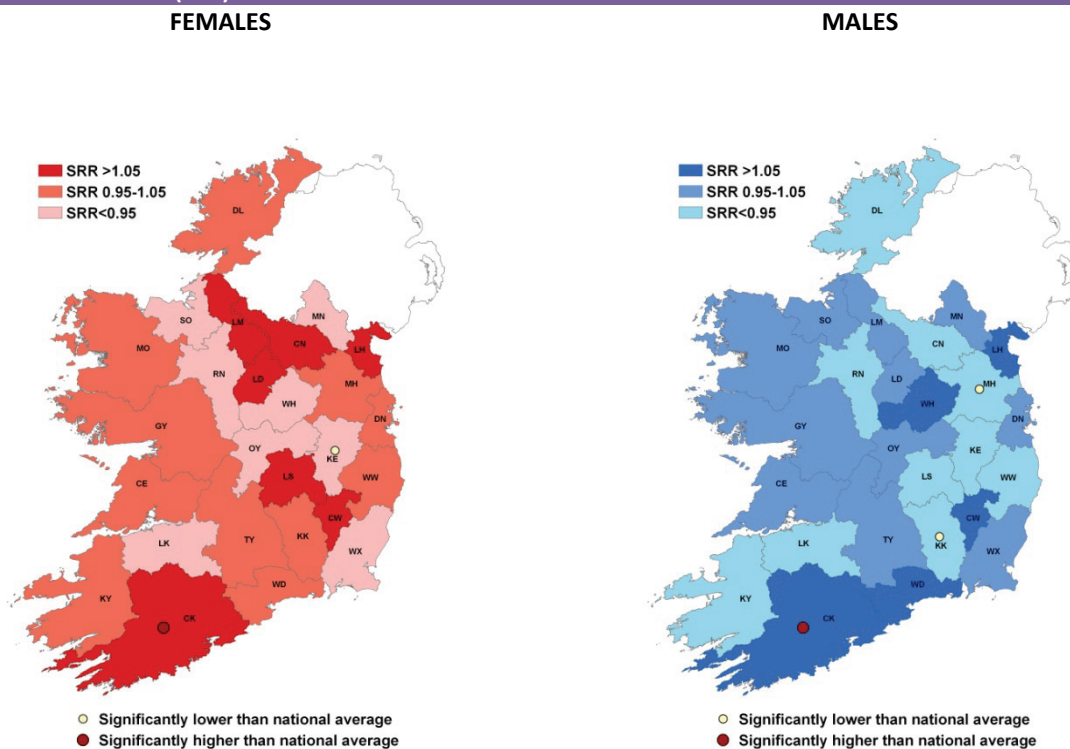 FEMALES
MALES
SRR >1.05
SRR 0.95-1.05
SRR<0.95
DL
SO
LM
MN
CN
LH
MO
RN
LD
MH
WH
DN
GY
OY
KE
LS
WW
CE
CW
LK
TY
KK
WX
WD
KY
CK
Significantly lower than national average
Significantly higher than national average
SRR >1.05
SRR 0.95-1.05
SRR<0.95
DL
SO
LM
MN
CN
LH
MO
RN
LD
MH
WH
DN
GY
OY
KE
LS
WW
CE
CW
LK
TY
KK
WX
WD
KY
CK
Significantly lower than national average
Significantly higher than national average